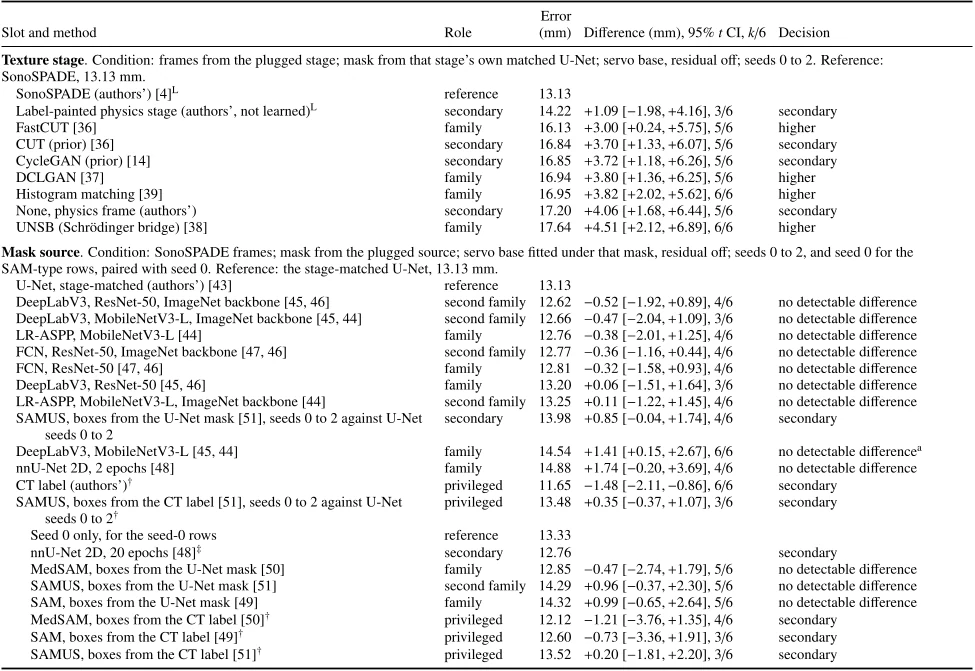 Slot and method Role Error (mm) Difference (mm), 95% t CI, k/6 Decision
Texture stage. Condition: frames from the plugged stage; mask from that stage's own matched U-Net; servo base, residual off; seeds 0 to 2. Reference:
SonoSPADE, 13.13 mm.
SonoSPADE (authors') [4]L reference 13.13
Label-painted physics stage (authors', not learned)L secondary 14.22 +1.09 [−1.98, +4.16], 3/6 secondary
FastCUT [36] family 16.13 +3.00 [+0.24, +5.75], 5/6 higher
CUT (prior) [36] secondary 16.84 +3.70 [+1.33, +6.07], 5/6 secondary
CycleGAN (prior) [14] secondary 16.85 +3.72 [+1.18, +6.26], 5/6 secondary
DCLGAN [37] family 16.94 +3.80 [+1.36, +6.25], 5/6 higher
Histogram matching [39] family 16.95 +3.82 [+2.02, +5.62], 6/6 higher
None, physics frame (authors') secondary 17.20 +4.06 [+1.68, +6.44], 5/6 secondary
UNSB (Schrödinger bridge) [38] family 17.64 +4.51 [+2.12, +6.89], 6/6 higher
Mask source. Condition: SonoSPADE frames; mask from the plugged source; servo base fitted under that mask, residual off; seeds 0 to 2, and seed 0 for the
SAM-type rows, paired with seed 0. Reference: the stage-matched U-Net, 13.13 mm.
U-Net, stage-matched (authors') [43] reference 13.13
DeepLabV3, ResNet-50, ImageNet backbone [45, 46] second family 12.62 −0.52 [−1.92, +0.89], 4/6 no detectable difference
DeepLabV3, MobileNetV3-L, ImageNet backbone [45, 44] second family 12.66 −0.47 [−2.04, +1.09], 3/6 no detectable difference
LR-ASPP, MobileNetV3-L [44] family 12.76 −0.38 [−2.01, +1.25], 4/6 no detectable difference
FCN, ResNet-50, ImageNet backbone [47, 46] second family 12.77 −0.36 [−1.16, +0.44], 4/6 no detectable difference
FCN, ResNet-50 [47, 46] family 12.81 −0.32 [−1.58, +0.93], 4/6 no detectable difference
DeepLabV3, ResNet-50 [45, 46] family 13.20 +0.06 [−1.51, +1.64], 3/6 no detectable difference
LR-ASPP, MobileNetV3-L, ImageNet backbone [44] second family 13.25 +0.11 [−1.22, +1.45], 4/6 no detectable difference
SAMUS, boxes from the U-Net mask [51], seeds 0 to 2 against U-Net secondary 13.98 +0.85 [−0.04, +1.74], 4/6 secondary
seeds 0 to 2
DeepLabV3, MobileNetV3-L [45, 44] family 14.54 +1.41 [+0.15, +2.67], 6/6 no detectable differenceᵃ
nnU-Net 2D, 2 epochs [48] family 14.88 +1.74 [−0.20, +3.69], 4/6 no detectable difference
CT label (authors')† privileged 11.65 −1.48 [−2.11, −0.86], 6/6 secondary
SAMUS, boxes from the CT label [51], seeds 0 to 2 against U-Net privileged 13.48 +0.35 [−0.37, +1.07], 3/6 secondary
seeds 0 to 2†
Seed 0 only, for the seed-0 rows reference 13.33
nnU-Net 2D, 20 epochs [48]‡ secondary 12.76 secondary
MedSAM, boxes from the U-Net mask [50] family 12.85 −0.47 [−2.74, +1.79], 5/6 no detectable difference
SAMUS, boxes from the U-Net mask [51] second family 14.29 +0.96 [−0.37, +2.30], 5/6 no detectable difference
SAM, boxes from the U-Net mask [49] family 14.32 +0.99 [−0.65, +2.64], 5/6 no detectable difference
MedSAM, boxes from the CT label [50]† privileged 12.12 −1.21 [−3.76, +1.35], 4/6 secondary
SAM, boxes from the CT label [49]† privileged 12.60 −0.73 [−3.36, +1.91], 3/6 secondary
SAMUS, boxes from the CT label [51]† privileged 13.52 +0.20 [−1.81, +2.20], 3/6 secondary